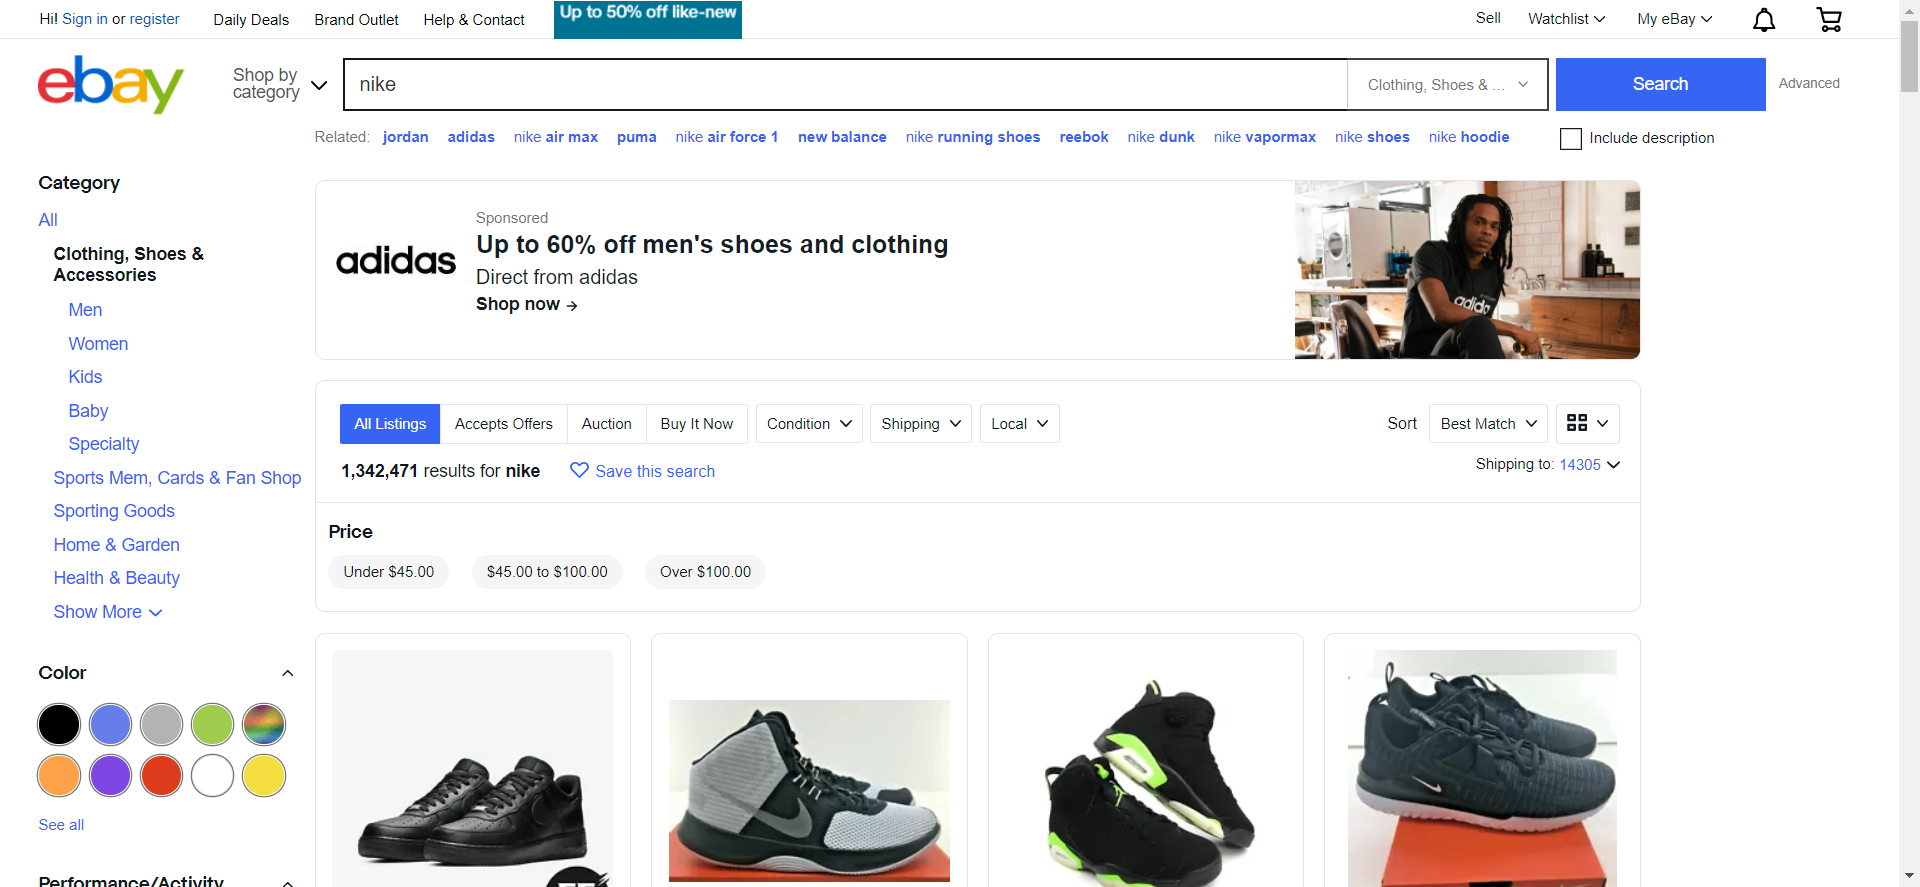 Hi! Sign in or register
Daily Deals
Brand Outlet
Help & Contact
Up to 50% off like-new
Sell
Watchlist
My eBay
ebay
Shop by category
nike
Clothing, Shoes & ...
Search
Advanced
Related: jordan adidas nike air max puma nike air force 1 new balance nike running shoes reebok nike dunk nike vapormax nike shoes nike hoodie
Include description
Category
All
Clothing, Shoes &
Accessories
Men
Women
Kids
Baby
Specialty
Sports Mem, Cards & Fan Shop
Sporting Goods
Home & Garden
Health & Beauty
Show More
Color
See all
Performance/Activity
adidas
Sponsored
Up to 60% off men's shoes and clothing
Direct from adidas
Shop now
All Listings
Accepts Offers
Auction
Buy It Now
Condition
Shipping
Local
Sort
Best Match
1,342,471 results for nike
Save this search
Shipping to: 14305
Price
Under $45.00
$45.00 to $100.00
Over $100.00